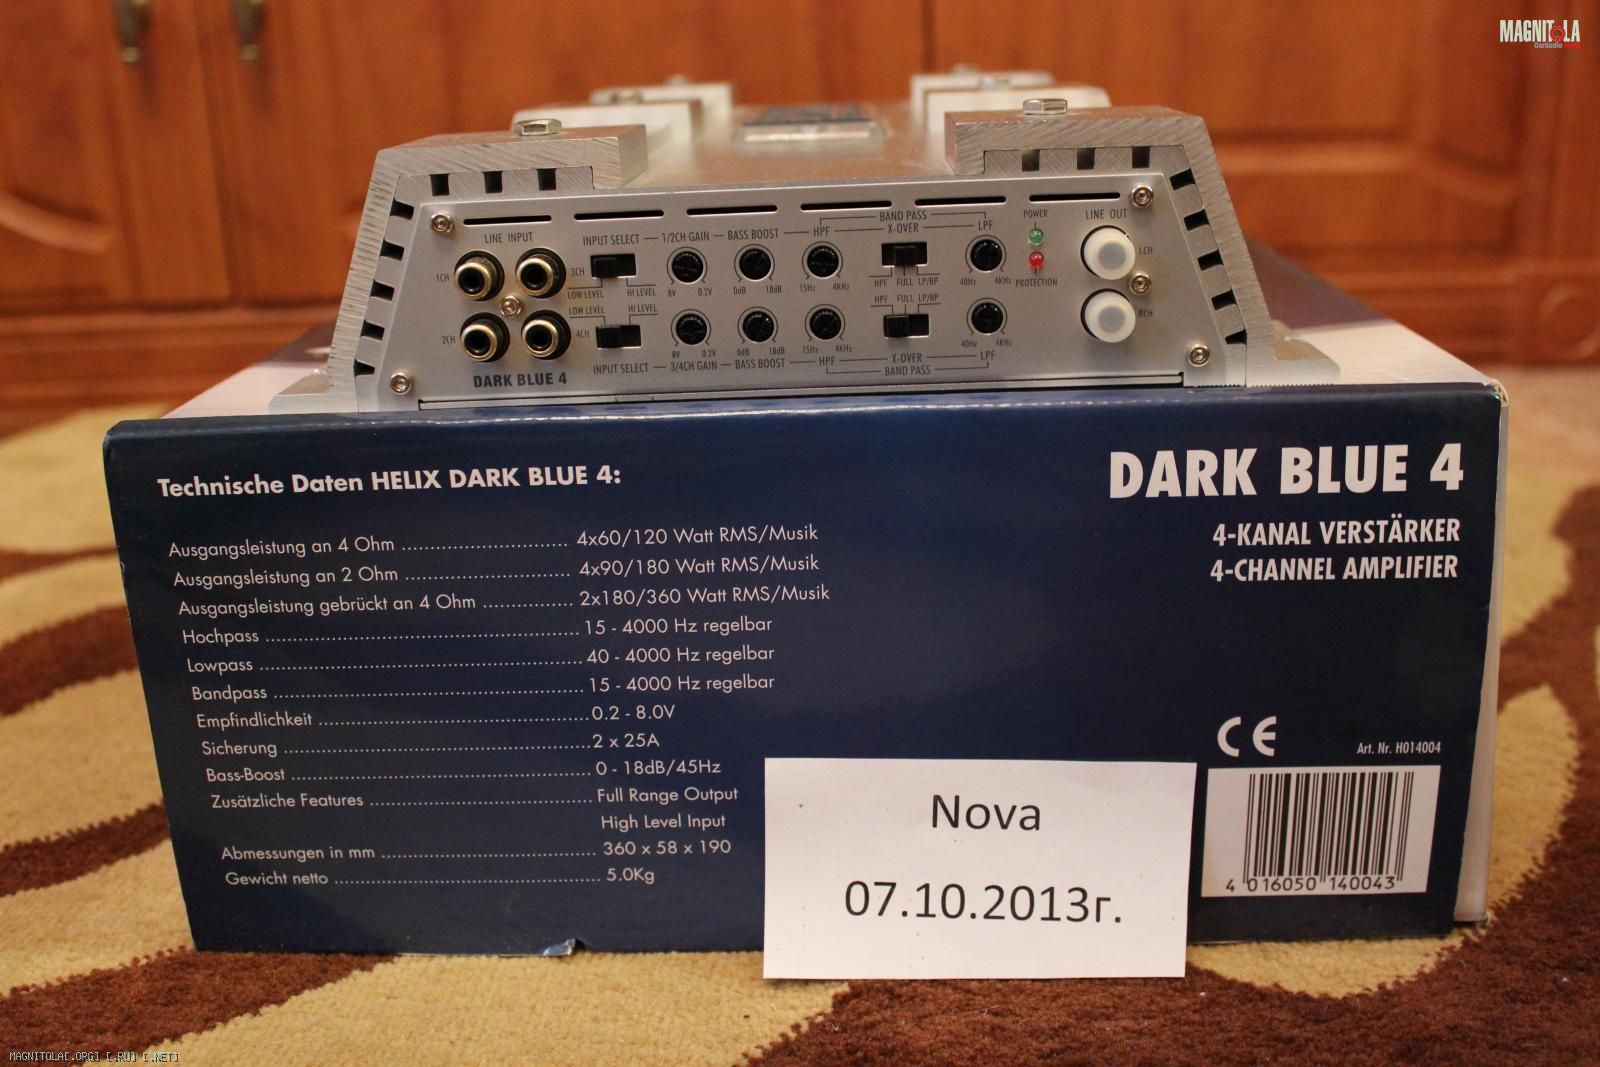 MAGNITOLA
CarAudio
POWER
BAND PASS
LINE OUT
LINE INPUT
INPUT SELECT
1/2CH GAIN
BASS BOOST
HPF
X-OVER
LPF
1CH
3CH
LCH
LOW LEVEL
HI LEVEL
8V
0.2V
0dB
18dB
15Hz
4KHz
HPF
FULL
LP/BP
40Hz
4KHz
PROTECTION
LOW LEVEL
HI LEVEL
HPF
FULL
LP/BP
2CH
4CH
RCH
8V
0.2V
0dB
18dB
15Hz
4KHz
40Hz
4KHz
INPUT SELECT
3/4CH GAIN
BASS BOOST
HPF
X-OVER
LPF
BAND PASS
DARK BLUE 4
Technische Daten HELIX DARK BLUE 4:
Ausgangsleistung an 4 Ohm .......... 4x60/120 Watt RMS/Musik
Ausgangsleistung an 2 Ohm .......... 4x90/180 Watt RMS/Musik
Ausgangsleistung gebrückt an 4 Ohm .......... 2x180/360 Watt RMS/Musik
Hochpass .......... 15 - 4000 Hz regelbar
Lowpass .......... 40 - 4000 Hz regelbar
Bandpass .......... 15 - 4000 Hz regelbar
Empfindlichkeit .......... 0.2 - 8.0V
Sicherung .......... 2 x 25A
Bass-Boost .......... 0 - 18dB/45Hz
Zusätzliche Features .......... Full Range Output
High Level Input
Abmessungen in mm .......... 360 x 58 x 190
Gewicht netto .......... 5.0Kg
DARK BLUE 4
4-KANAL VERSTÄRKER
4-CHANNEL AMPLIFIER
CE
Art. Nr. H014004
4 016050 140043
Nova
07.10.2013г.
MAGNITOLA[.ORG] [.RU] [.NET]